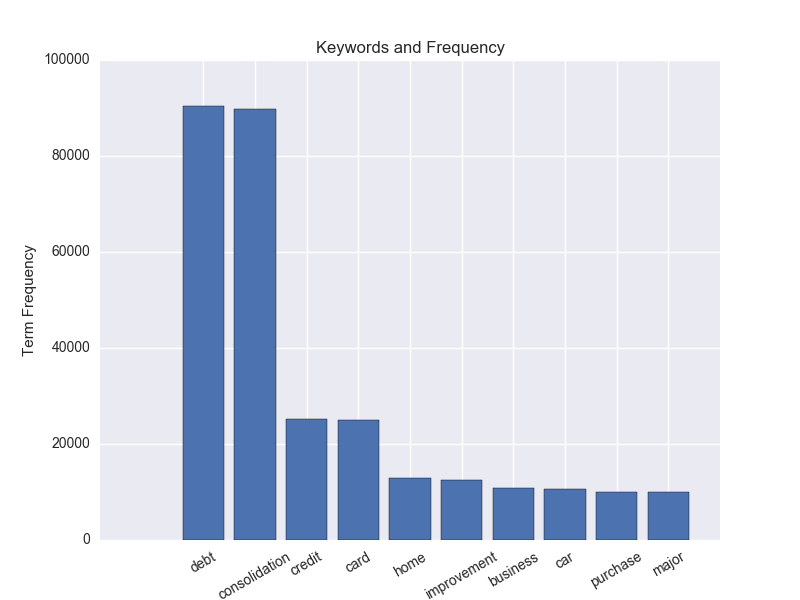 Keywords and Frequency
100000
80000
60000
40000
20000
0
Term Frequency
debt
consolidation
credit
card
home
improvement
business
car
purchase
major